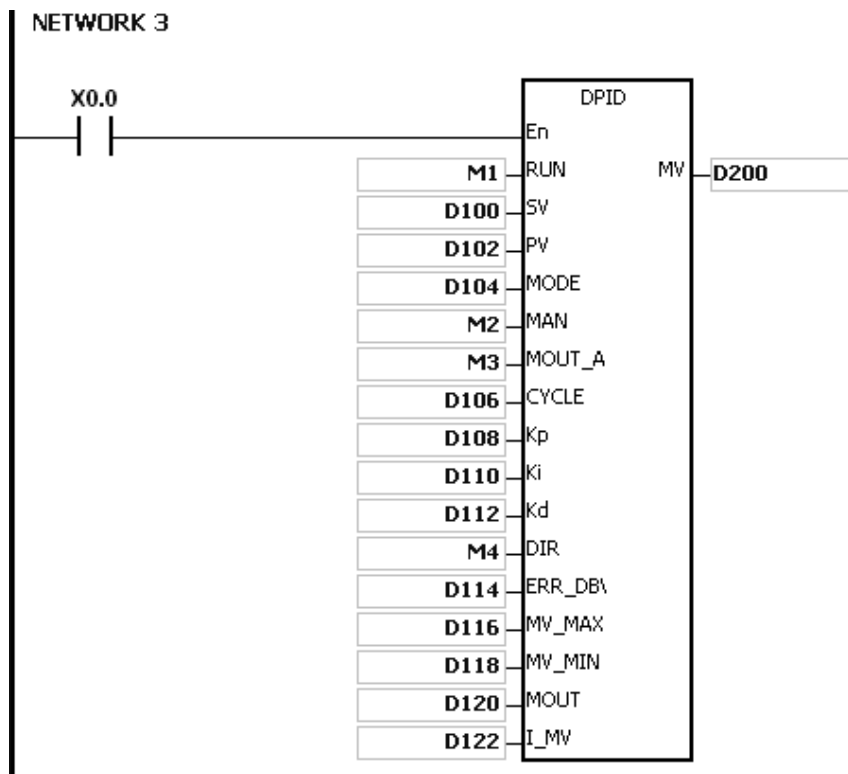 NETWORK 3
X0.0
DPID
En
M1 RUN MV D200
D100 SV
D102 PV
D104 MODE
M2 MAN
M3 MOUT_A
D106 CYCLE
D108 Kp
D110 Ki
D112 Kd
M4 DIR
D114 ERR_DB\
D116 MV_MAX
D118 MV_MIN
D120 MOUT
D122 I_MV